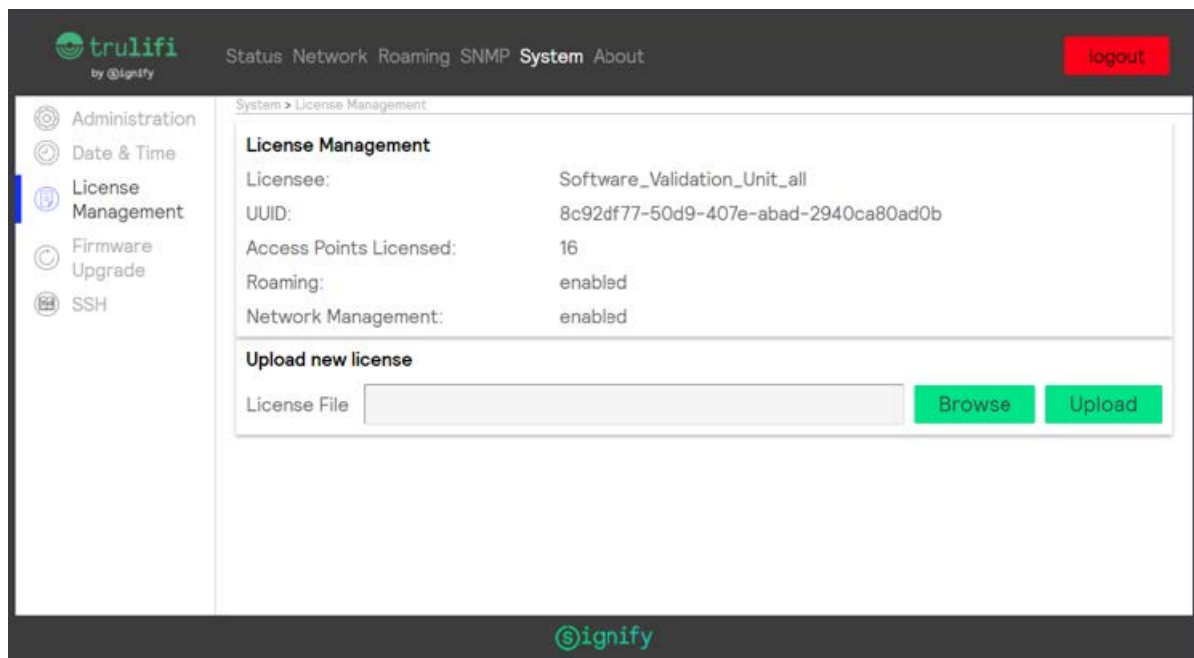 trulifi
by Signify
Status Network Roaming SNMP System About
logout
Administration
Date & Time
License
Management
Firmware
Upgrade
SSH
System > License Management
License Management
Licensee: Software_Validation_Unit_all
UUID: 8c92df77-50d9-407e-abad-2940ca80ad0b
Access Points Licensed: 16
Roaming: enabled
Network Management: enabled
Upload new license
License File Browse Upload
Signify